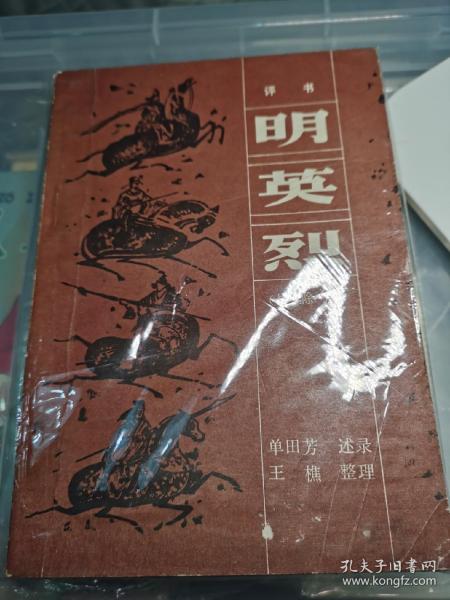 评书
明
英
烈
单田芳 述录
王樵 整理
孔夫子旧书网
www.kongfz.com